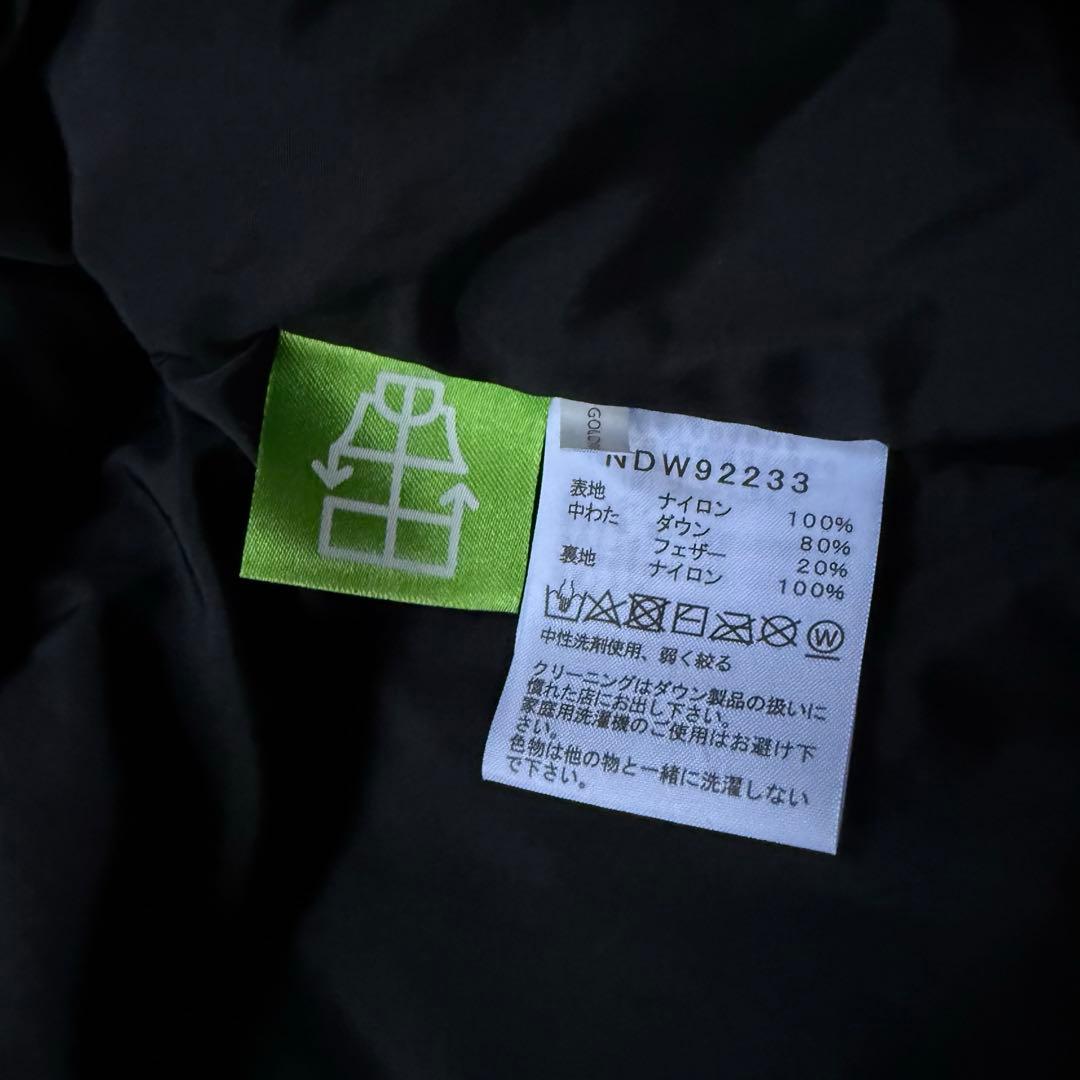 GOLD
NDW92233
表地 ナイロン 100%
中わた ダウン 80%
フェザー 20%
裏地 ナイロン 100%
W
中性洗剤使用、弱く絞る
クリーニングはダウン製品の扱いに
慣れた店にお出し下さい。
家庭用洗濯機のご使用はお避け下
さい。
色物は他の物と一緒に洗濯しない
で下さい。